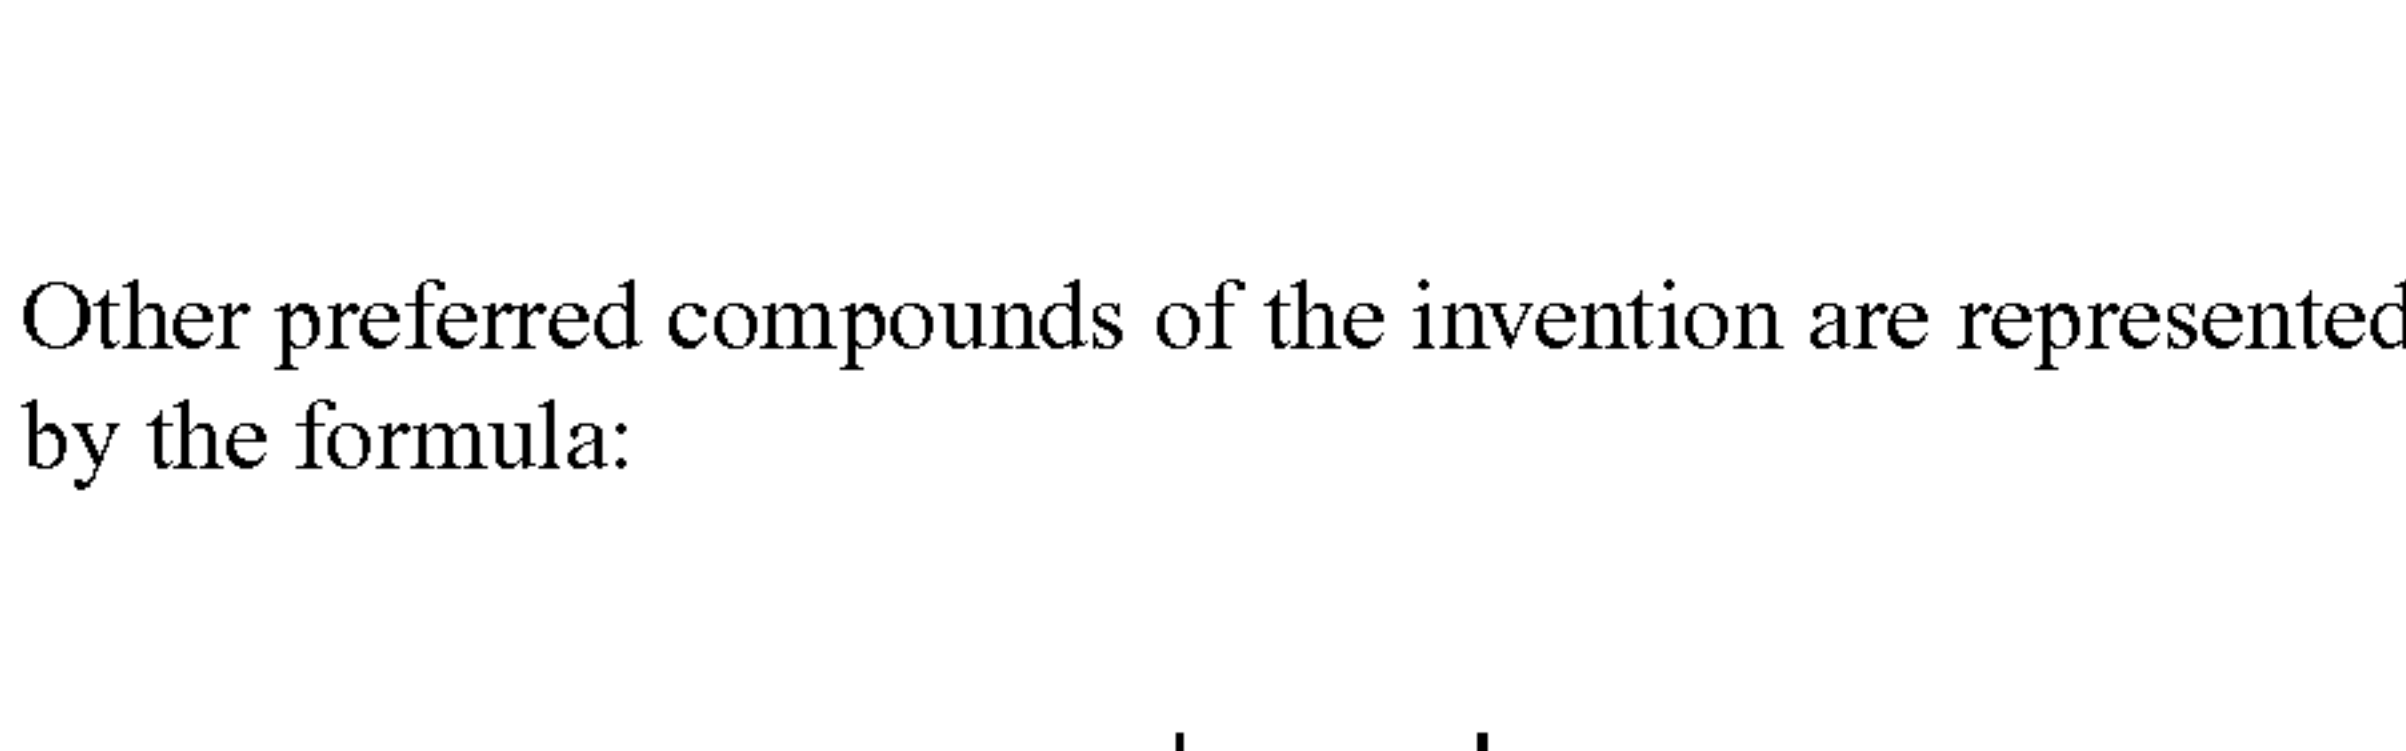 Other preferred compounds of the invention are represented
by the formula: